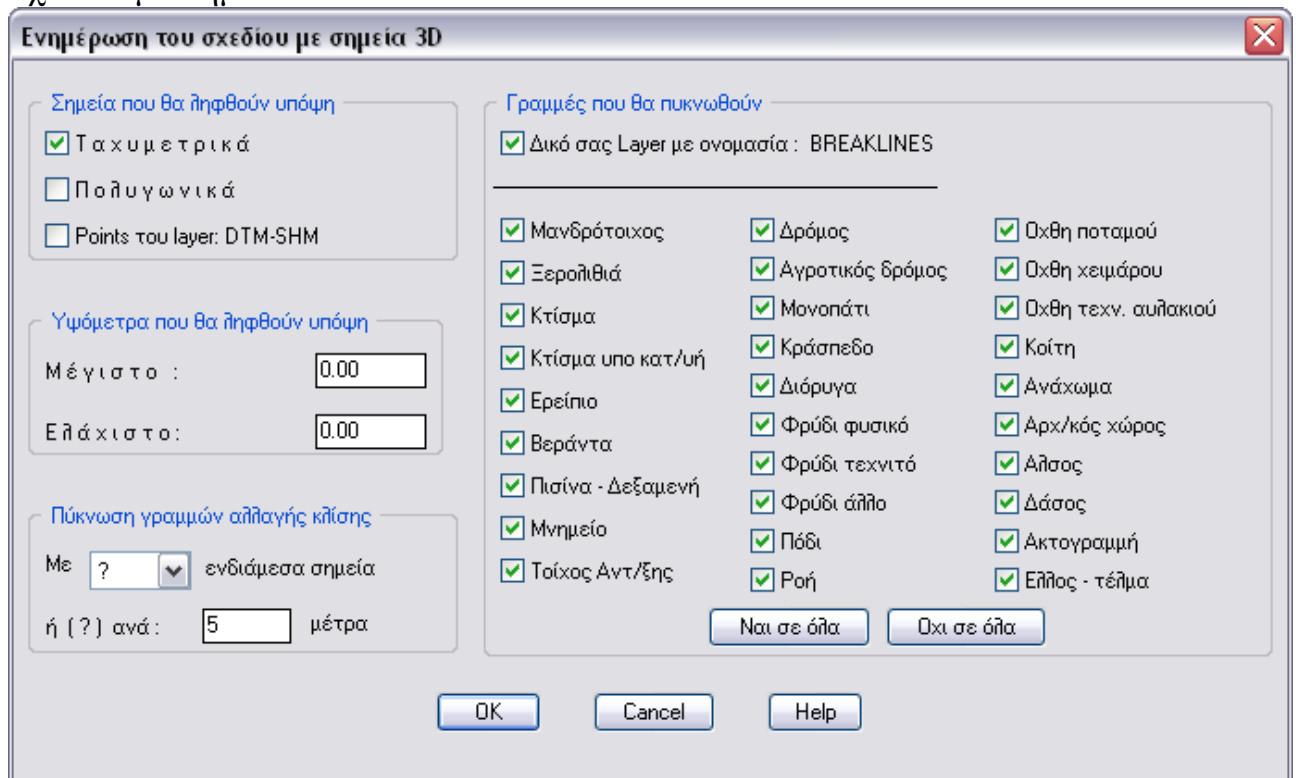 Ενημέρωση του σχεδίου με σημεία 3D
Σημεία που θα ληφθούν υπόψη
Ταχυμετρικά
Πολυγωνικά
Points του layer: DTM-SHM
Υψόμετρα που θα ληφθούν υπόψη
Μέγιστο : 0.00
Ελάχιστο: 0.00
Πύκνωση γραμμών αλλαγής κλίσης
Με ? ενδιάμεσα σημεία
ή (?) ανά: 5 μέτρα
Γραμμές που θα πυκνωθούν
Δικό σας Layer με ονομασία : BREAKLINES
Μανδρότοιχος
Ξερολιθιά
Κτίσμα
Κτίσμα υπο κατ/υή
Ερείπιο
Βεράντα
Πισίνα - Δεξαμενή
Μνημείο
Τοίχος Αντ/ξης
Δρόμος
Αγροτικός δρόμος
Μονοπάτι
Κράσπεδο
Διόρυγα
Φρύδι φυσικό
Φρύδι τεχνιτό
Φρύδι άλλο
Πόδι
Ροή
Οχθη ποταμού
Οχθη χειμάρου
Οχθη τεχν. αυλακιού
Κοίτη
Ανάχωμα
Αρχ/κός χώρος
Αλσος
Δάσος
Ακτογραμμή
Ελλος - τέλμα
Ναι σε όλα
Οχι σε όλα
OK
Cancel
Help